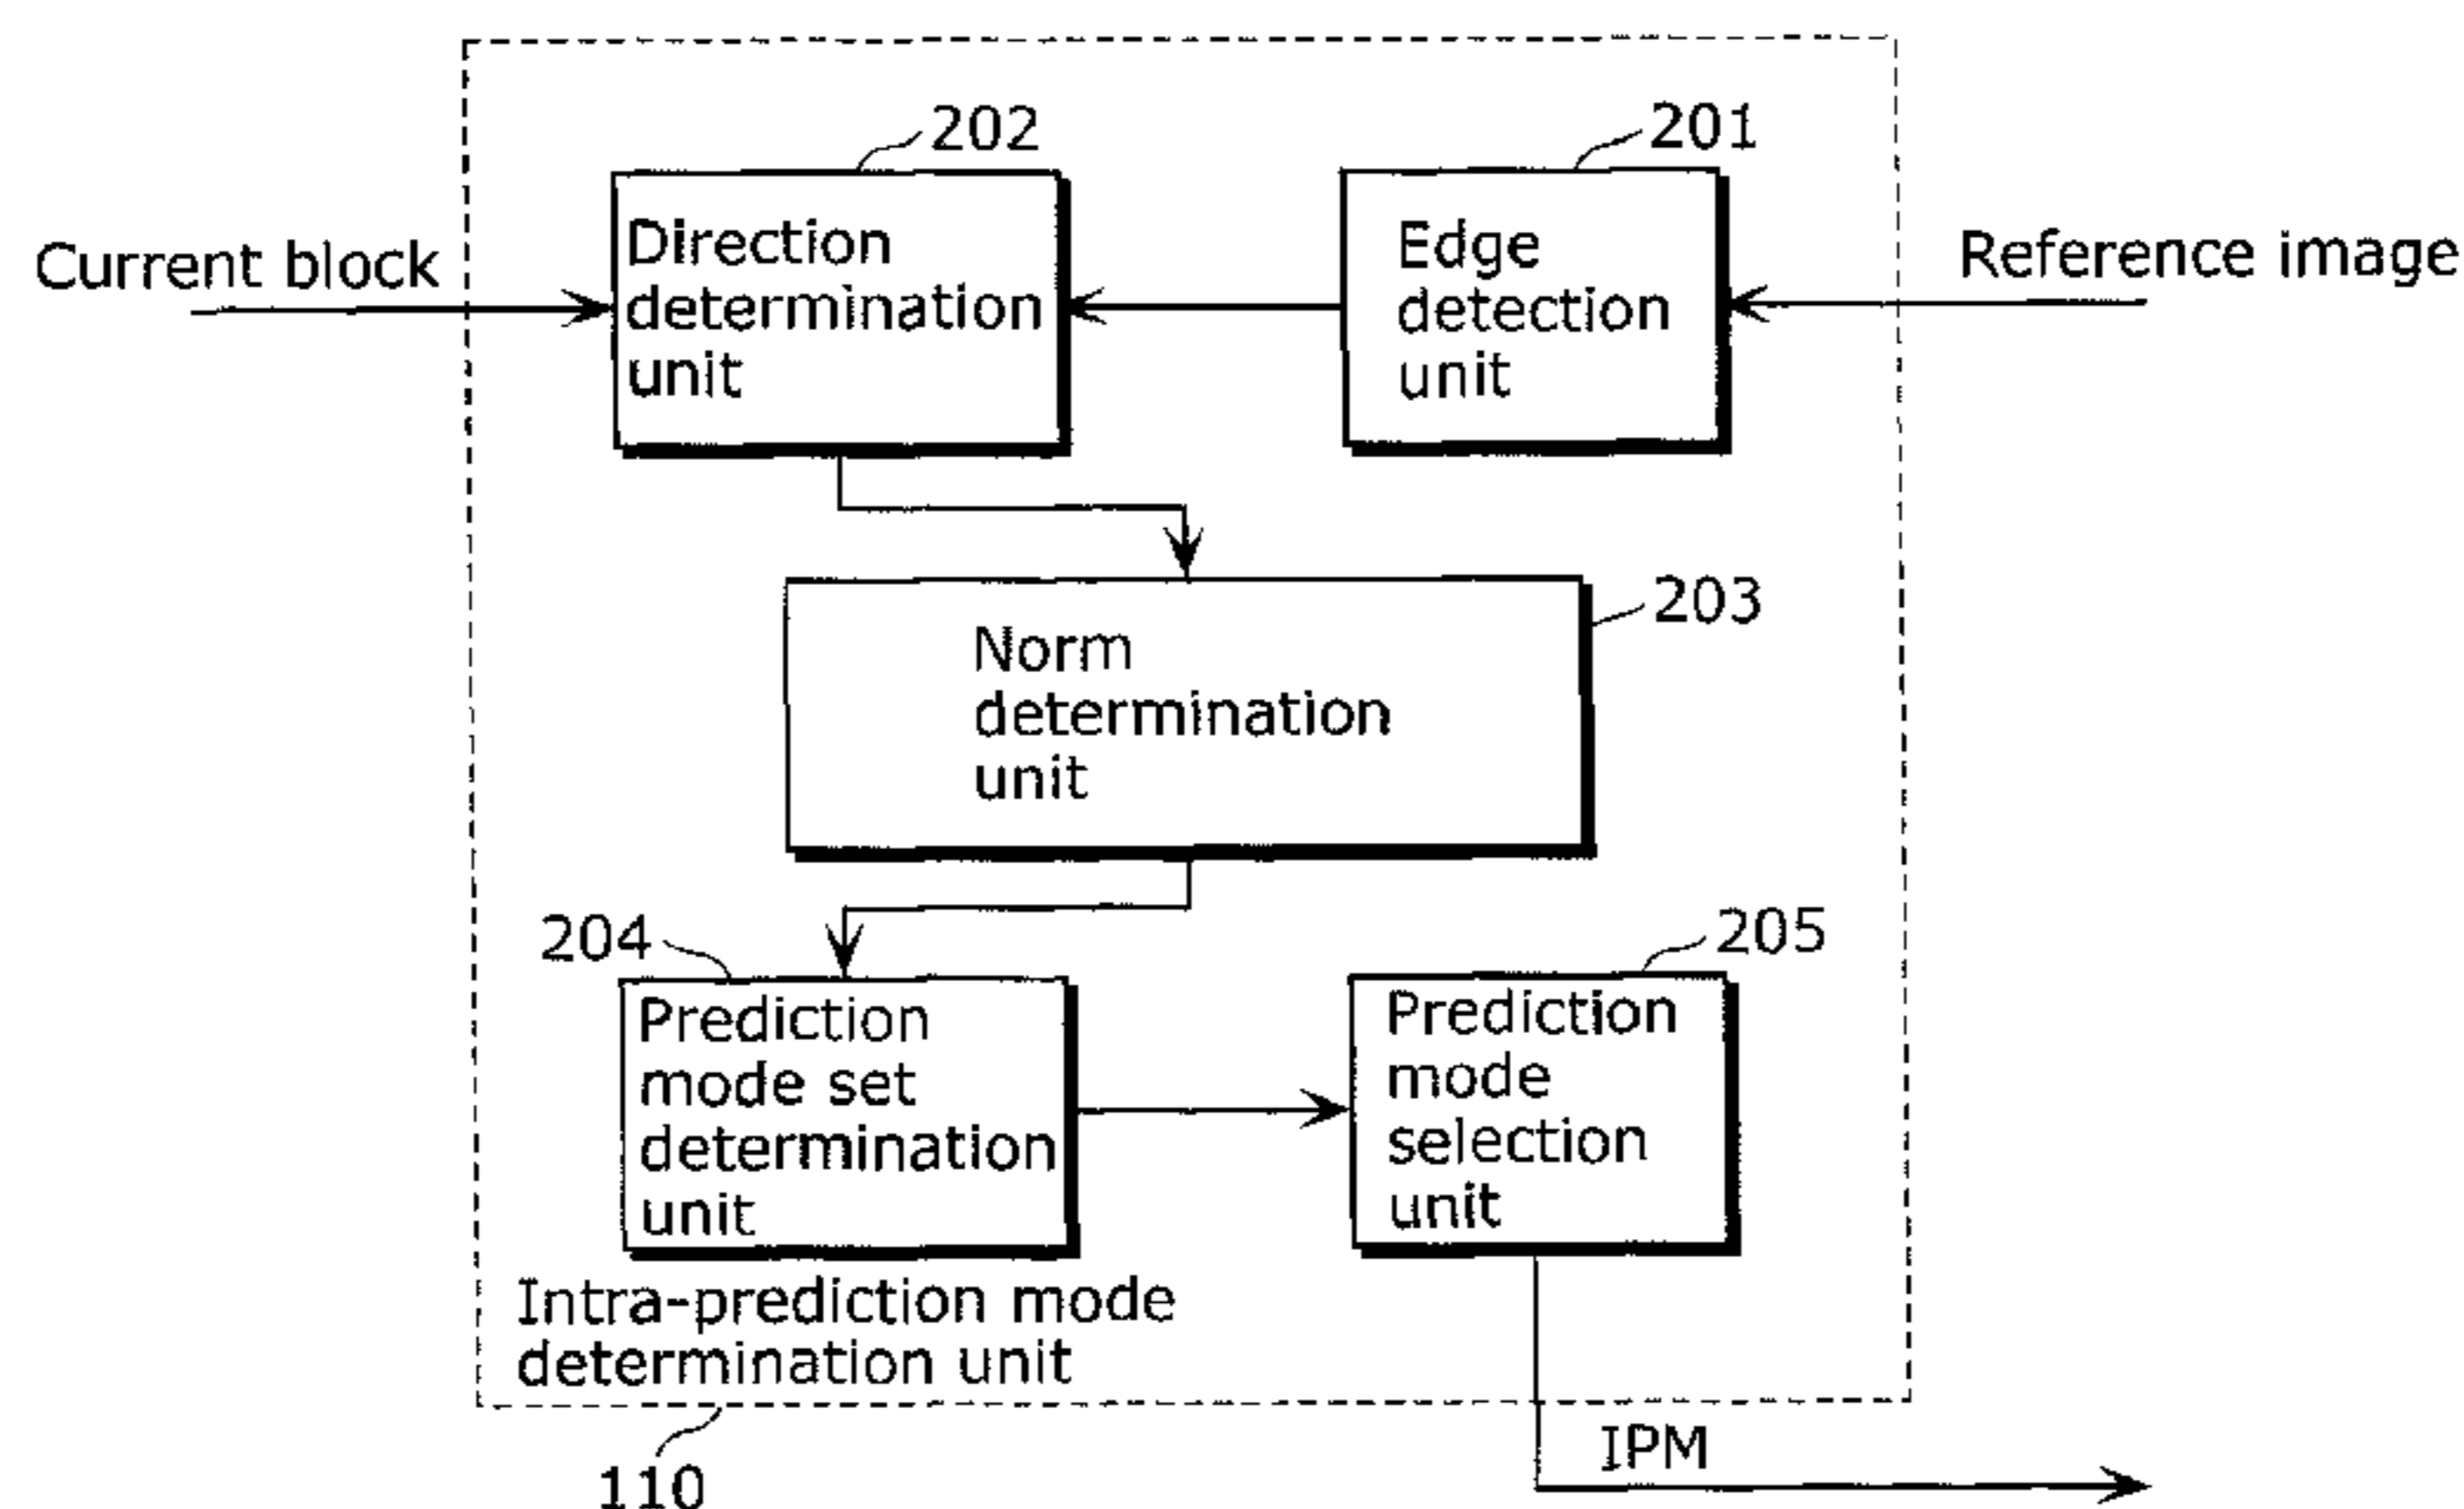 202
201
Current block
Direction
determination
unit
Edge
detection
unit
Reference image
203
Norm
determination
unit
204
205
Prediction
mode set
determination
unit
Prediction
mode
selection
unit
Intra-prediction mode
determination unit
110
IPM